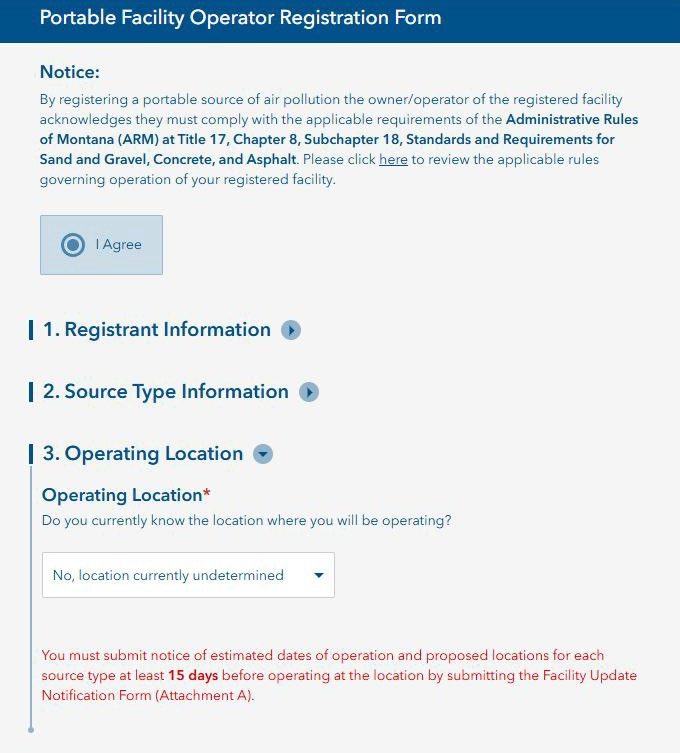 Portable Facility Operator Registration Form
Notice:
By registering a portable source of air pollution the owner/operator of the registered facility
acknowledges they must comply with the applicable requirements of the Administrative Rules
of Montana (ARM) at Title 17, Chapter 8, Subchapter 18, Standards and Requirements for
Sand and Gravel, Concrete, and Asphalt. Please click here to review the applicable rules
governing operation of your registered facility.
I Agree
1. Registrant Information
2. Source Type Information
3. Operating Location
Operating Location*
Do you currently know the location where you will be operating?
No, location currently undetermined
You must submit notice of estimated dates of operation and proposed locations for each
source type at least 15 days before operating at the location by submitting the Facility Update
Notification Form (Attachment A).